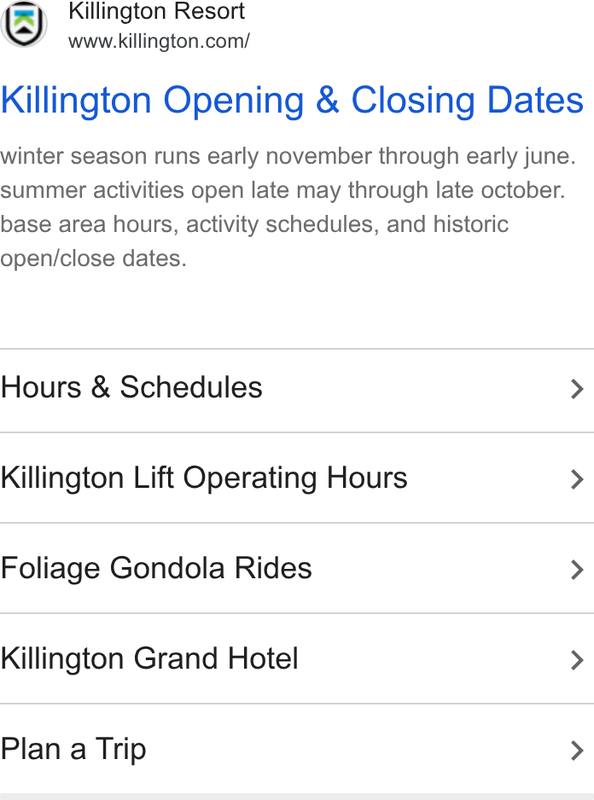 Killington Resort
www.killington.com/
Killington Opening & Closing Dates
winter season runs early november through early june.
summer activities open late may through late october.
base area hours, activity schedules, and historic
open/close dates.
Hours & Schedules
Killington Lift Operating Hours
Foliage Gondola Rides
Killington Grand Hotel
Plan a Trip